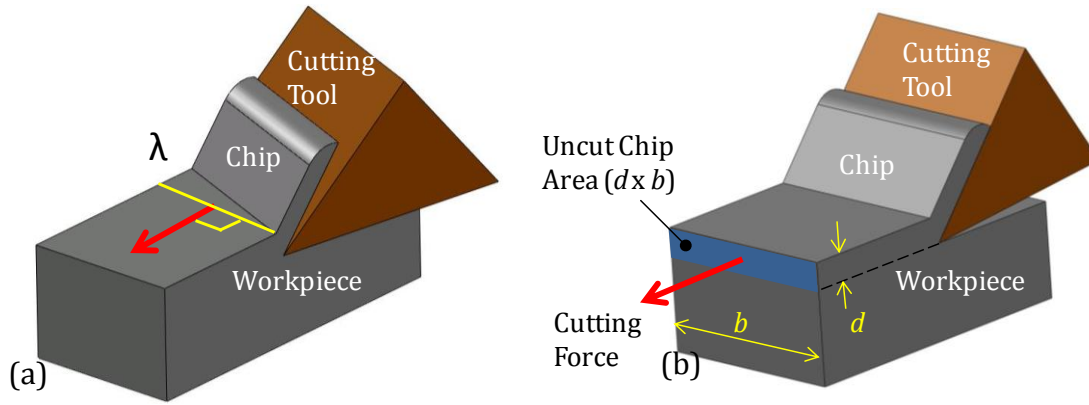 Cutting
Tool
λ
Chip
Workpiece
(a)
Cutting
Tool
Uncut Chip
Area (d x b)
Chip
Workpiece
b
d
Cutting
Force
(b)